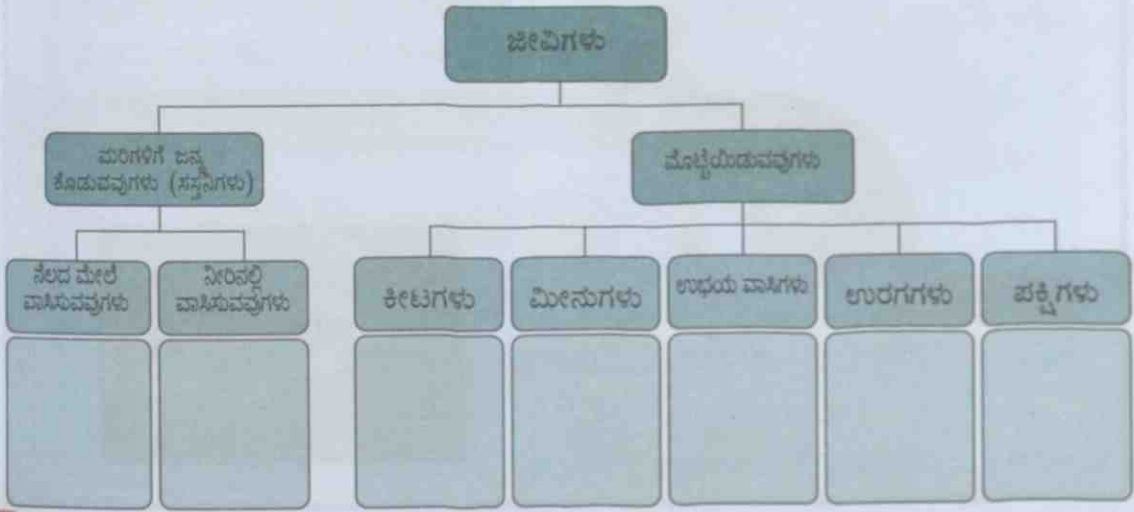 ಜೀವಿಗಳು
ಮರಿಗಳಿಗೆ ಜನ್ಮ
ಕೊಡುವವುಗಳು (ಸಸ್ತನಿಗಳು)
ಮೊಟ್ಟೆಯಿಡುವವುಗಳು
ನೆಲದ ಮೇಲೆ
ವಾಸಿಸುವವುಗಳು
ನೀರಿನಲ್ಲಿ
ವಾಸಿಸುವವುಗಳು
ಕೀಟಗಳು
ಮೀನುಗಳು
ಉಭಯ ವಾಸಿಗಳು
ಉರಗಗಳು
ಪಕ್ಷಿಗಳು